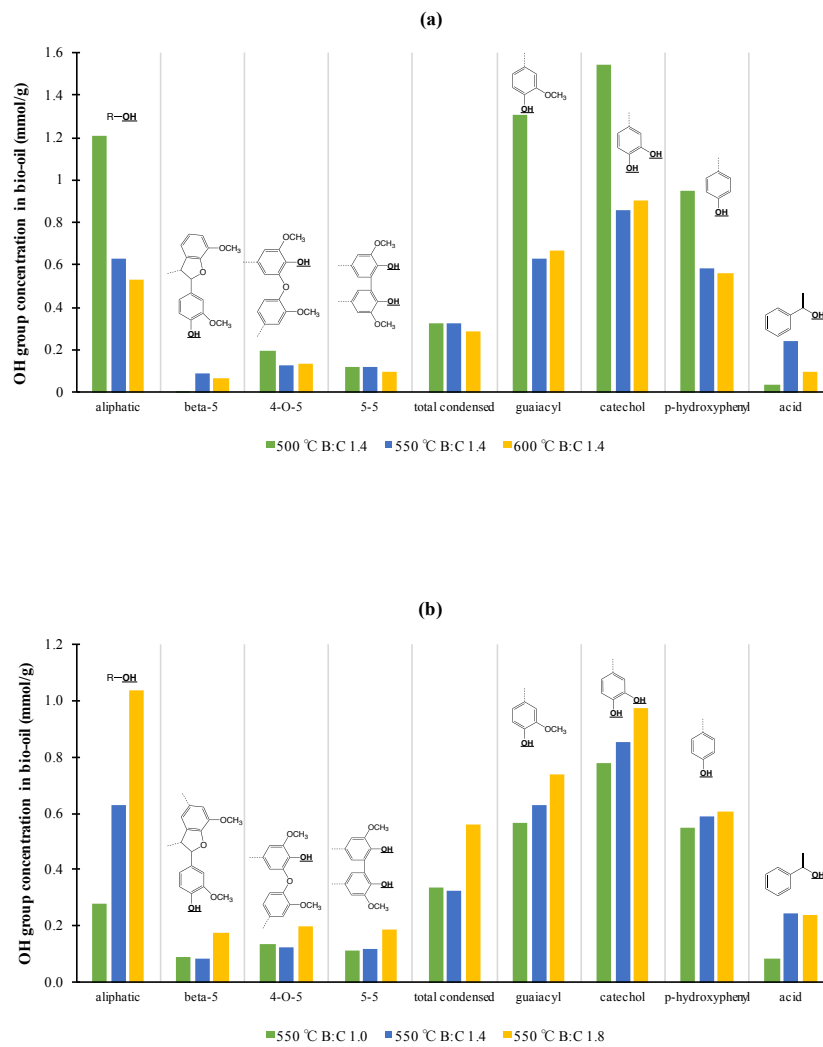 (a)
OH group concentration in bio-oil (mmol/g)
1.6
1.4
1.2
1
0.8
0.6
0.4
0.2
0
R—OH
OCH3
O
OCH3
OH
OCH3
OH
O
OCH3
OCH3
OH
OH
OCH3
OH
OCH3
OH
OH
OH
OH
aliphatic beta-5 4-O-5 5-5 total condensed guaiacyl catechol p-hydroxyphenyl acid
500 °C B:C 1.4 550 °C B:C 1.4 600 °C B:C 1.4
(b)
OH group concentration in bio-oil (mmol/g)
1.2
1.0
0.8
0.6
0.4
0.2
0.0
R—OH
OCH3
O
OCH3
OH
OCH3
OH
O
OCH3
OCH3
OH
OH
OCH3
OCH3
OH
OH
OH
OH
OH
aliphatic beta-5 4-O-5 5-5 total condensed guaiacyl catechol p-hydroxyphenyl acid
550 °C B:C 1.0 550 °C B:C 1.4 550 °C B:C 1.8